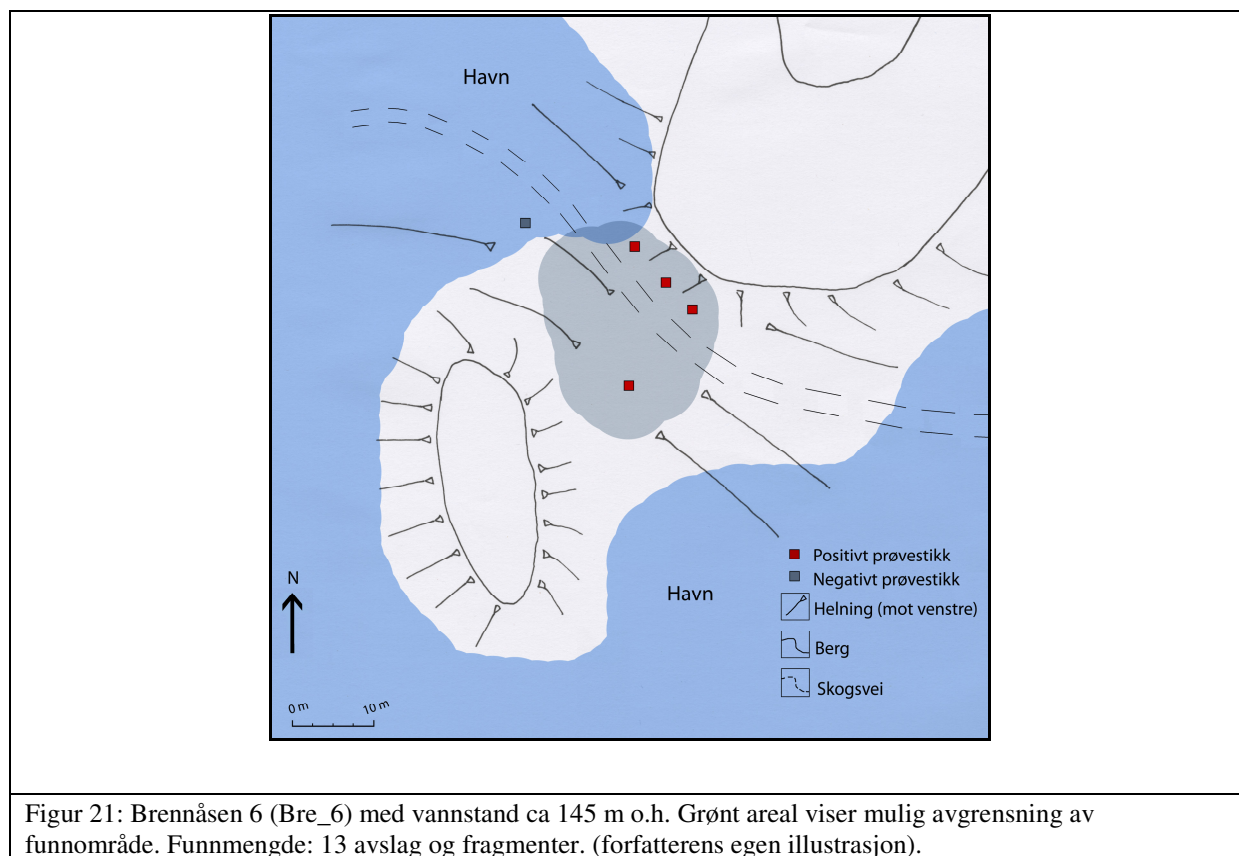 Havn
Havn
Positivt prøvestikk
Negativt prøvestikk
Helning (mot venstre)
Berg
Skogsvei
N
0 m
10 m
Figur 21: Brennåsen 6 (Bre_6) med vannstand ca 145 m o.h. Grønt areal viser mulig avgrensning av
funnområde. Funnmengde: 13 avslag og fragmenter. (forfatterens egen illustrasjon).